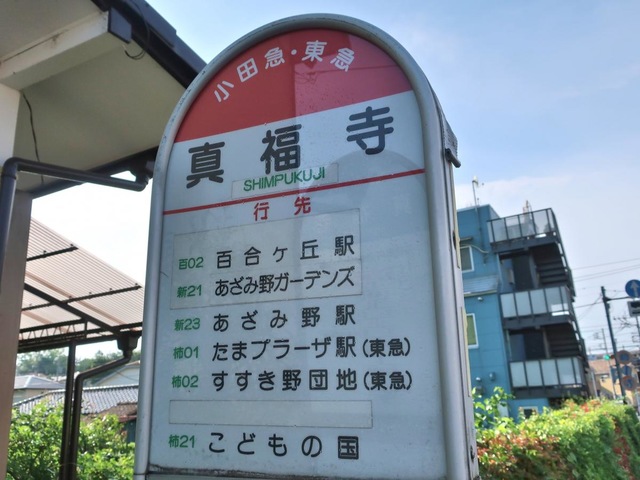 小田急・東急
真福寺
SHIMPUKUJI
行先
百02 百合ヶ丘駅
新21 あざみ野ガーデンズ
新23 あざみ野駅
柿01 たまプラーザ駅(東急)
柿02 すすき野団地(東急)
柿21 こどもの国